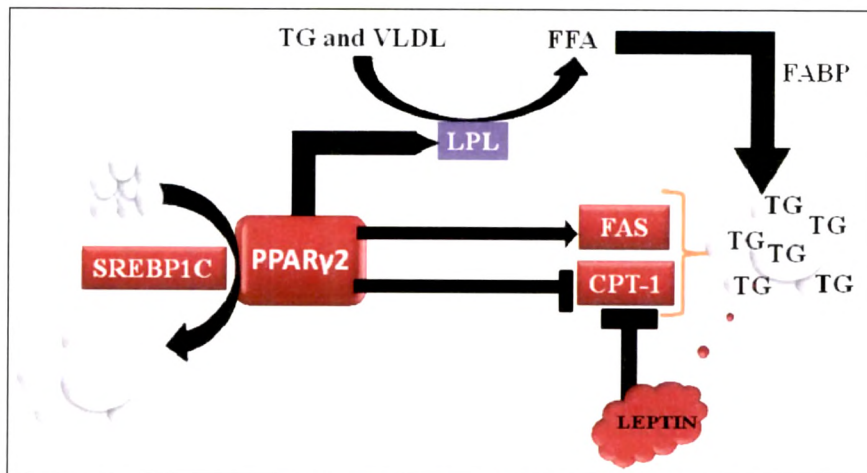 TG and VLDL
FFA
FABP
LPL
TG
TG
TG
TG
TG
TG
FAS
PPARγ2
SREBP1C
CPT-1
LEPTIN